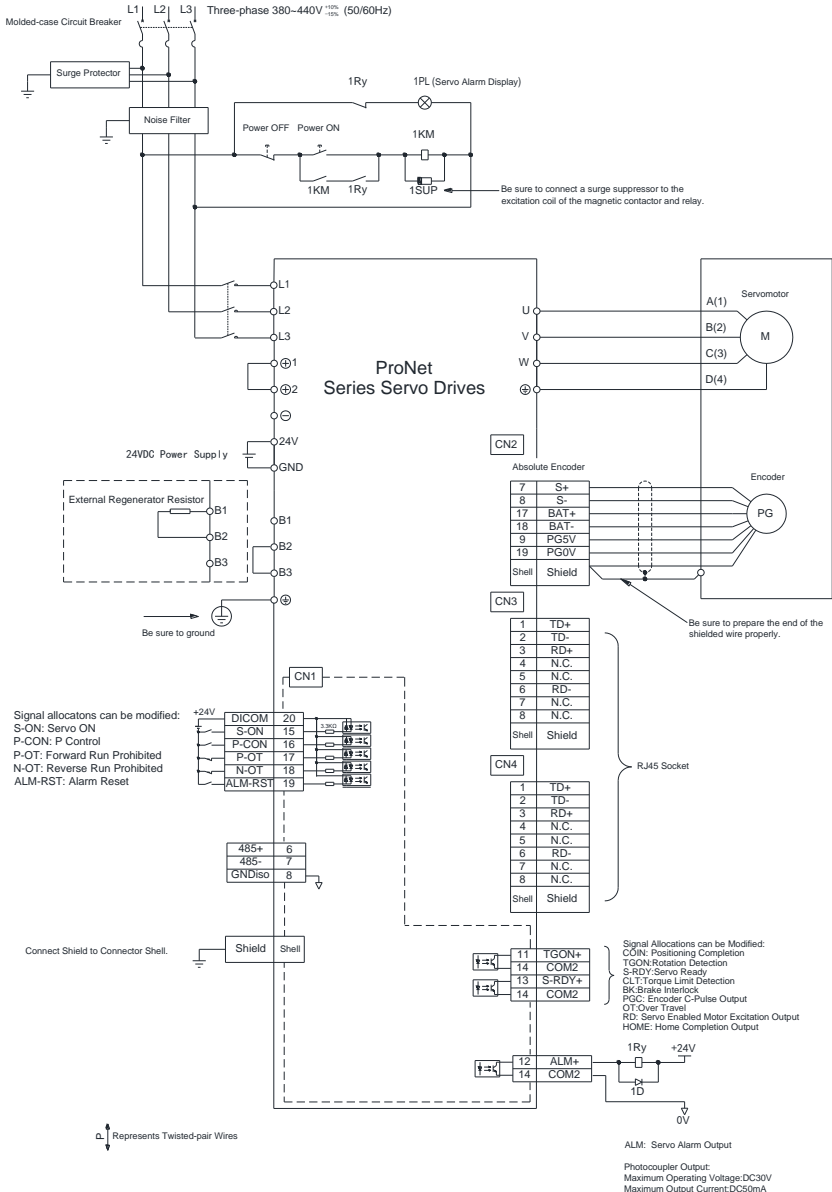 L1 L2 L3 Three-phase 380~440V +10% -15% (50/60Hz)
Molded-case Circuit Breaker
Surge Protector
Noise Filter
1Ry 1PL (Servo Alarm Display)
Power OFF Power ON 1KM
1KM 1Ry 1SUP
Be sure to connect a surge suppressor to the
excitation coil of the magnetic contactor and relay.
L1
L2
L3
⊕1
⊕2
⊖
24VDC Power Supply
24V
GND
External Regenerator Resistor
B1
B2
B3
B1
B2
B3
Be sure to ground
ProNet
Series Servo Drives
U
V
W
A(1)
B(2)
C(3)
D(4)
Servomotor
M
CN2
Absolute Encoder
7 S+
8 S-
17 BAT+
18 BAT-
9 PG5V
19 PG0V
Shell Shield
Encoder
PG
Be sure to prepare the end of the
shielded wire properly.
CN3
1 TD+
2 TD-
3 RD+
4 N.C.
5 N.C.
6 RD-
7 N.C.
8 N.C.
Shell Shield
CN4
1 TD+
2 TD-
3 RD+
4 N.C.
5 N.C.
6 RD-
7 N.C.
8 N.C.
Shell Shield
RJ45 Socket
CN1
Signal allocatons can be modified:
S-ON: Servo ON
P-CON: P Control
P-OT: Forward Run Prohibited
N-OT: Reverse Run Prohibited
ALM-RST: Alarm Reset
+24V
DICOM 20
S-ON 15
P-CON 16
P-OT 17
N-OT 18
ALM-RST 19
3.3KΩ
485+ 6
485- 7
GNDiso 8
Connect Shield to Connector Shell.
Shield Shell
11 TGON+
14 COM2
13 S-RDY+
14 COM2
Signal Allocations can be Modified:
COIN: Positioning Completion
TGON:Rotation Detection
S-RDY:Servo Ready
CLT:Torque Limit Detection
BK:Brake Interlock
PGC: Encoder C-Pulse Output
OT:Over Travel
RD: Servo Enabled Motor Excitation Output
HOME: Home Completion Output
12 ALM+
14 COM2
1Ry +24V
1D
0V
ALM: Servo Alarm Output
Photocoupler Output:
Maximum Operating Voltage:DC30V
Maximum Output Current:DC50mA
P Represents Twisted-pair Wires